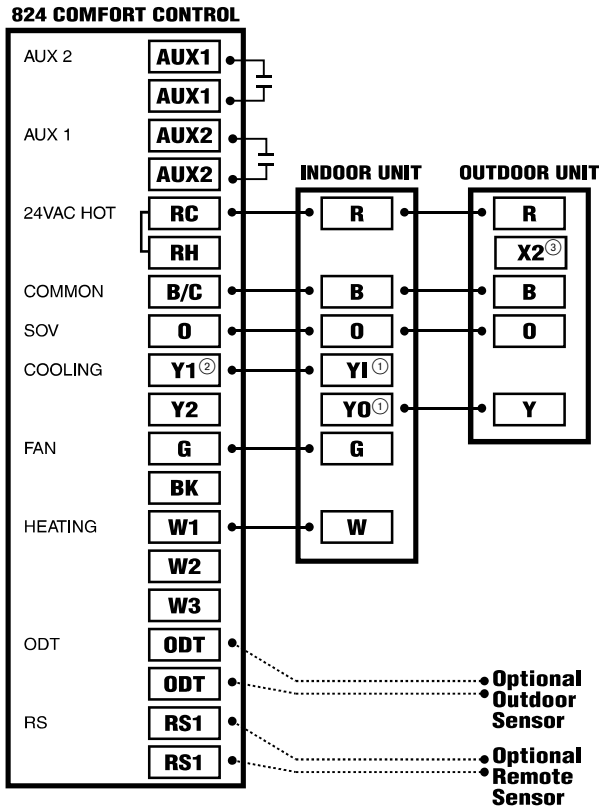 824 COMFORT CONTROL
AUX 2 AUX1
AUX1
AUX 1 AUX2
AUX2
INDOOR UNIT OUTDOOR UNIT
24VAC HOT RC R R
RH X2③
COMMON B/C B B
SOV O O O
COOLING Y1② YI①
Y2 YO① Y
FAN G G
BK
HEATING W1 W
W2
W3
ODT ODT
ODT
Optional
Outdoor
Sensor
RS RS1
RS1
Optional
Remote
Sensor